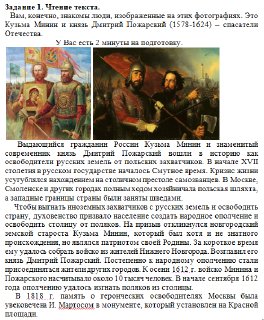 Задание 1. Чтение текста.
Вам, конечно, знакомы люди, изображенные на этих фотографиях. Это
Кузьма Минин и князь Дмитрий Пожарский (1578-1624) – спасатели
Отечества.
У Вас есть 2 минуты на подготовку.
Выдающийся гражданин России Кузьма Минин и знаменитый
современник князь Дмитрий Пожарский вошли в историю как
освободители русских земель от польских захватчиков. В начале XVII
столетия в русском государстве началось Смутное время. Кризис жизни
усугублялся нахождением на столичном престоле самозванцев. В Москве,
Смоленске и других городах полным ходом хозяйничала польская шляхта,
а западные границы страны были заняты шведами.
Чтобы выгнать иноземных захватчиков с русских земель и освободить
страну, духовенство призвало население создать народное ополчение и
освободить столицу от поляков. На призыв откликнулся новгородский
земской староста Кузьма Минин, который был хотя и не знатного
происхождения, но являлся патриотом своей Родины. За короткое время
ему удалось собрать войско из жителей Нижнего Новгорода. Возглавил его
князь Дмитрий Пожарский. Постепенно к народному ополчению стали
присоединяться жители других городов. К осени 1612 г. войско Минина и
Пожарского насчитывало около 10 тысяч человек. В начале сентября 1612
года ополчению удалось изгнать поляков из столицы.
В 1818 г. память о героических освободителях Москвы была
увековечена И. Мартосом в монументе, который установлен на Красной
площади.